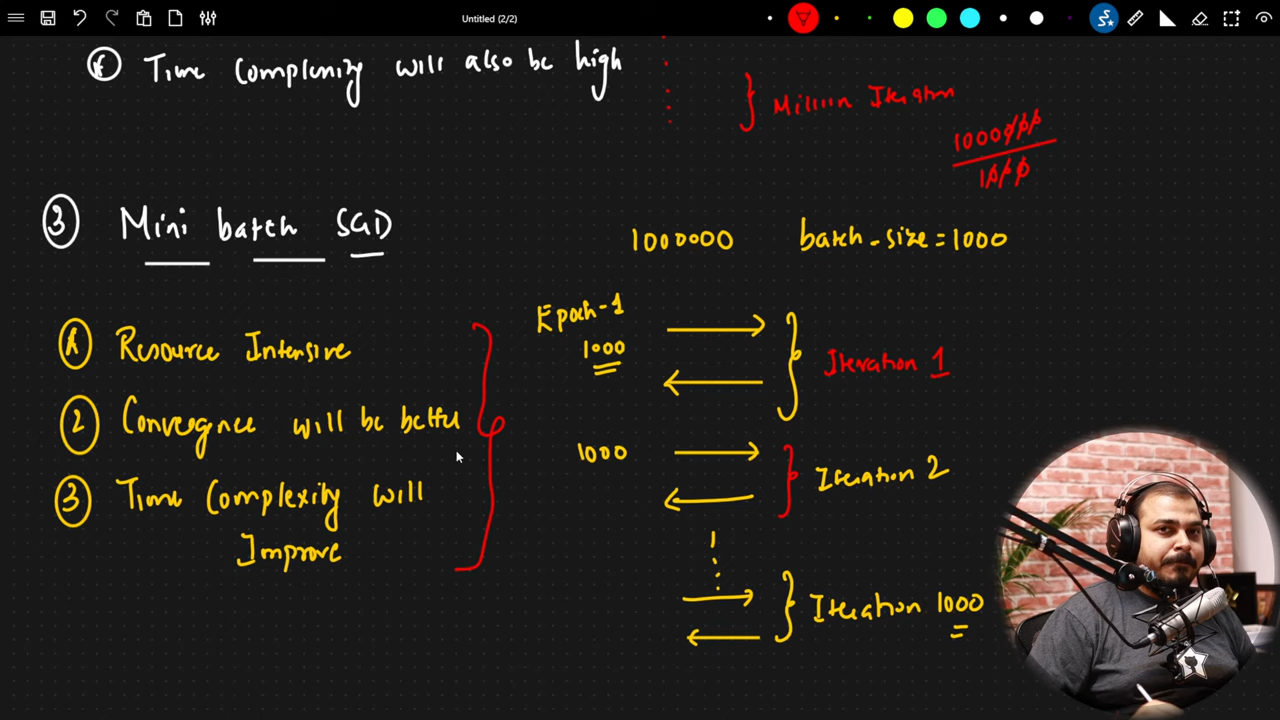 Untitled (2/2)
Time Complexity will also be high
} Million Iteration
1000000
1000
③ Mini batch SGD
1000000 batch-size = 1000
Epoch-1
1000
} Iteration 1
① Resource Intensive
② Convergnce will be better
③ Time Complexity will
Improve
1000
} Iteration 2
} Iteration 1000